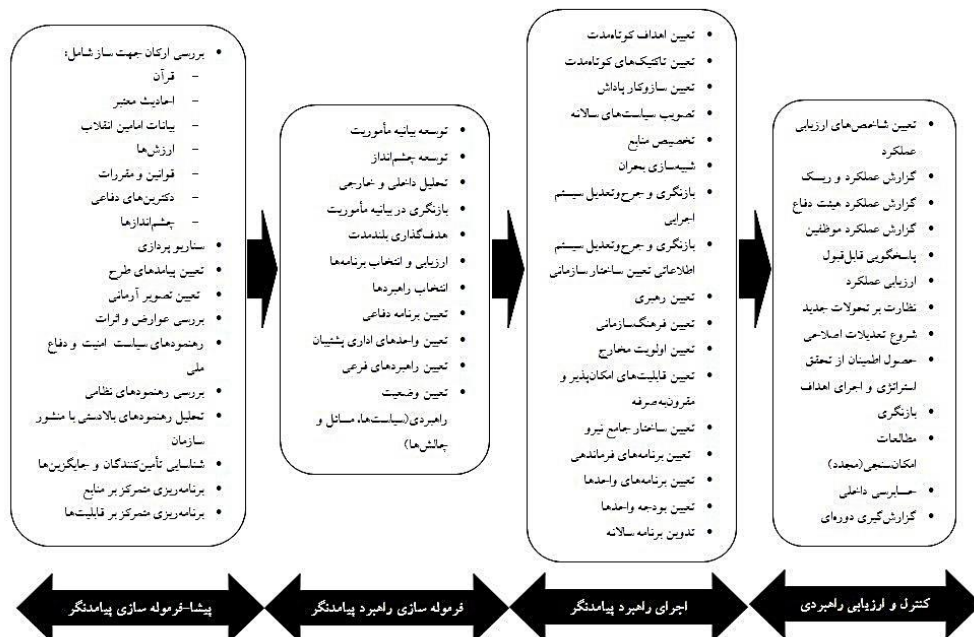 بررسی ارکان جهت ساز شامل:
قرآن
احادیث معتبر
بیانات امامین انقلاب
ارزش‌ها
قوانین و مقررات
دکترین‌های دفاعی
چشم‌اندازها
سناریو پردازی
تعیین پیامدهای طرح
تعیین تصویر آرمانی
بررسی عوارض و اثرات
رهنمودهای سیاست امنیت و دفاع
ملی
بررسی رهنمودهای نظامی
تحلیل رهنمودهای بالادستی با منشور
سازمان
شناسایی تأمین‌کنندگان و جایگزین‌ها
برنامه‌ریزی متمرکز بر منابع
برنامه‌ریزی متمرکز بر قابلیت‌ها
توسعه بیانیه مأموریت
توسعه چشم‌انداز
تحلیل داخلی و خارجی
بازنگری در بیانیه مأموریت
هدف‌گذاری بلندمدت
ارزیابی و انتخاب برنامه‌ها
انتخاب راهبردها
تعیین برنامه دفاعی
تعیین واحدهای اداری پشتیبان
تعیین راهبردهای فرعی
تعیین وضعیت
راهبردی(سیاست‌ها، مسائل و
چالش‌ها)
تعیین اهداف کوتاه‌مدت
تعیین تاکتیک‌های کوتاه‌مدت
تعیین سازوکار پاداش
تصویب سیاست‌های سالانه
تخصیص منابع
شبیه‌سازی بحران
بازنگری و جرح‌وتعدیل سیستم
اجرایی
بازنگری و جرح‌وتعدیل سیستم
اطلاعاتی تعیین ساختار سازمانی
تعیین رهبری
تعیین فرهنگ‌سازمانی
تعیین اولویت مخارج
تعیین قابلیت‌های امکان‌پذیر و
مقرون‌به‌صرفه
تعیین ساختار جامع نیرو
تعیین برنامه‌های فرماندهی
تعیین برنامه‌های واحدها
تعیین بودجه واحدها
تدوین برنامه سالانه
تعیین شاخص‌های ارزیابی
عملکرد
گزارش عملکرد و ریسک
گزارش عملکرد هیئت دفاع
گزارش عملکرد موظفین
پاسخگویی قابل‌قبول
ارزیابی عملکرد
نظارت بر تحولات جدید
شروع تعدیلات اصلاحی
حصول اطمینان از تحقق
استراتژی و اجرای اهداف
بازنگری
مطالعات
امکان‌سنجی(مجدد)
حسابرسی داخلی
گزارش‌گیری دوره‌ای
پیشا-فرموله سازی پیامدنگر
فرموله سازی راهبرد پیامدنگر
اجرای راهبرد پیامدنگر
کنترل و ارزیابی راهبردی